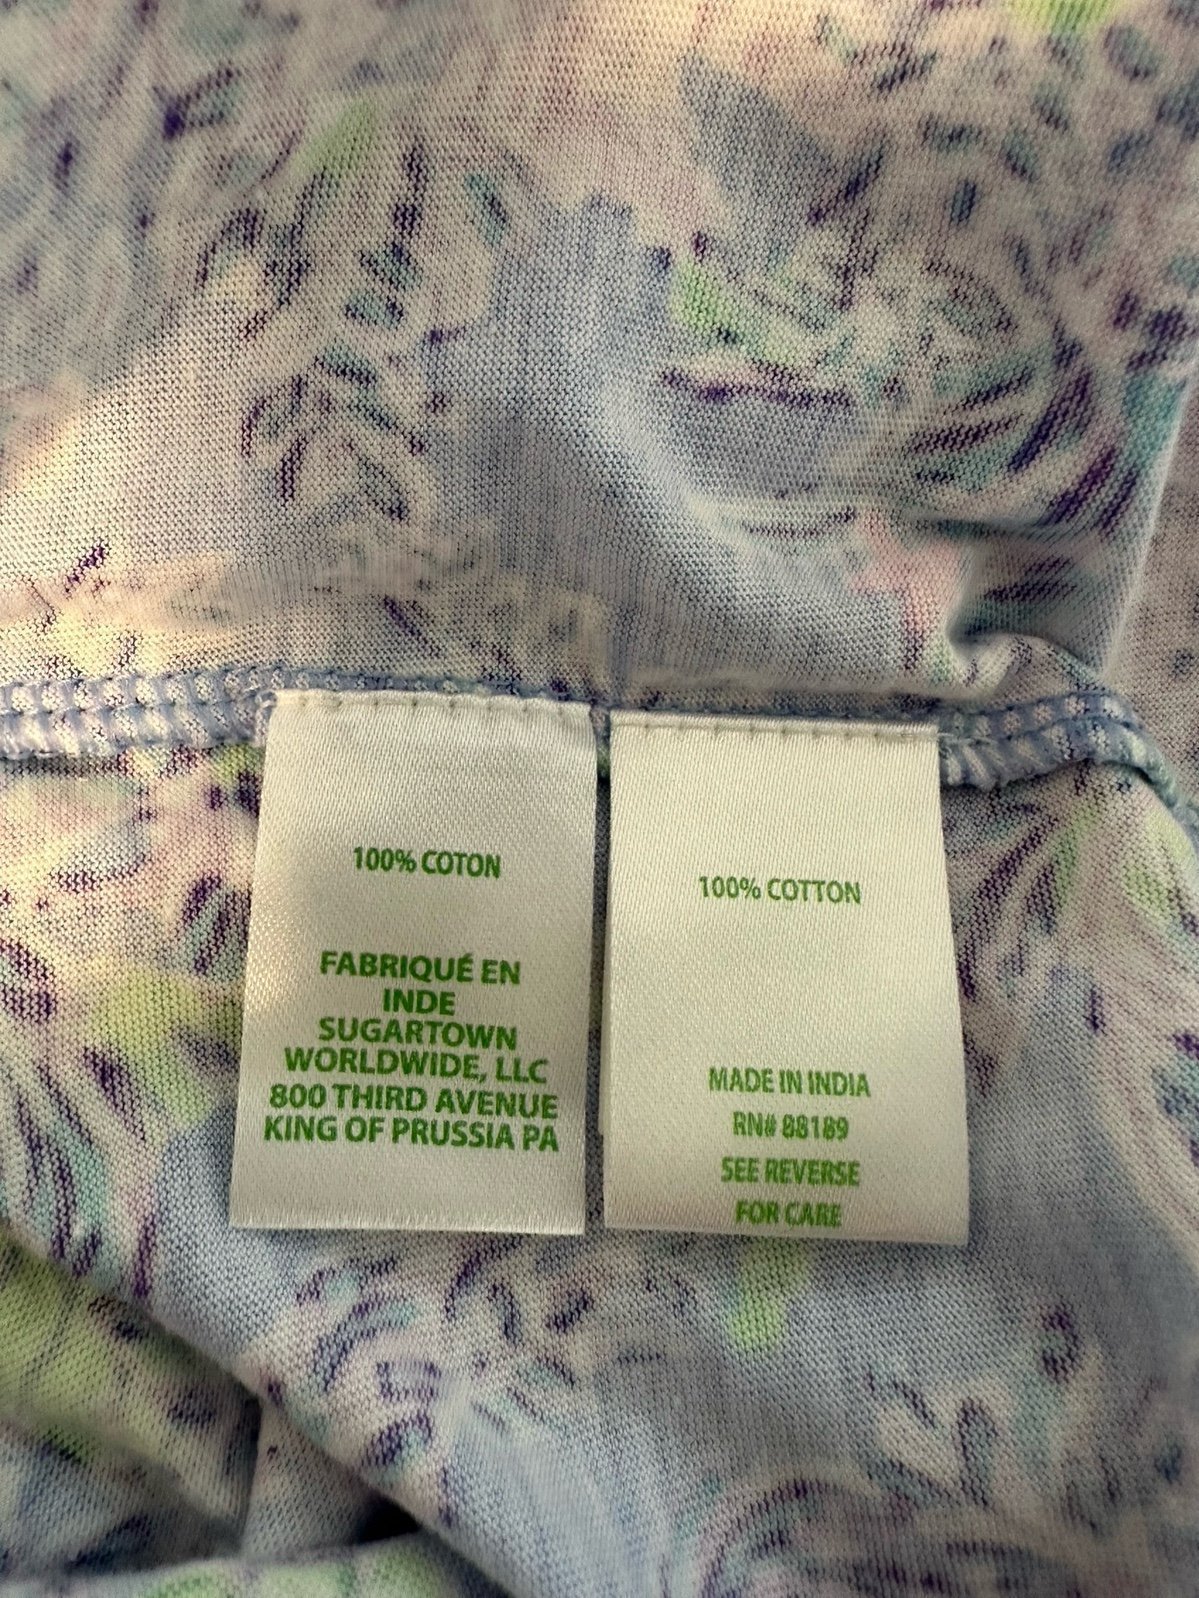 100% COTON
FABRIQUÉ EN
INDE
SUGARTOWN
WORLDWIDE, LLC
800 THIRD AVENUE
KING OF PRUSSIA PA
100% COTTON
MADE IN INDIA
RN# 88189
SEE REVERSE
FOR CARE